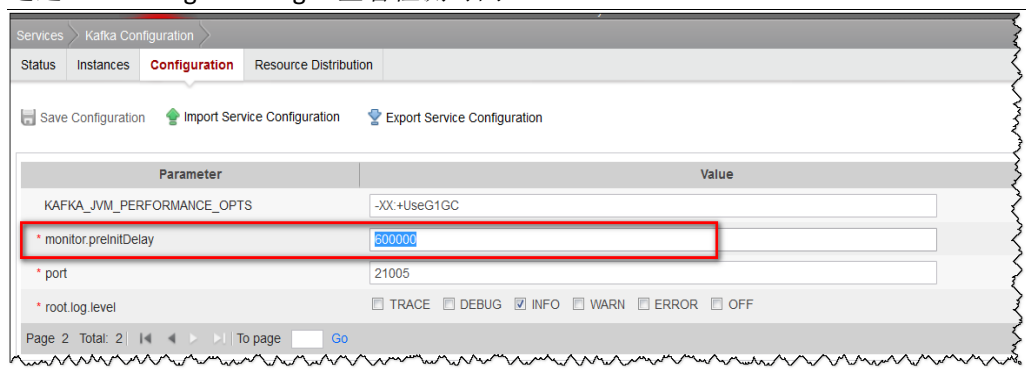 Services > Kafka Configuration >
Status Instances Configuration Resource Distribution
Save Configuration Import Service Configuration Export Service Configuration
Parameter Value
KAFKA_JVM_PERFORMANCE_OPTS -XX:+UseG1GC
* monitor.preInitDelay 600000
* port 21005
* root.log.level TRACE DEBUG INFO WARN ERROR OFF
Page 2 Total: 2 To page Go